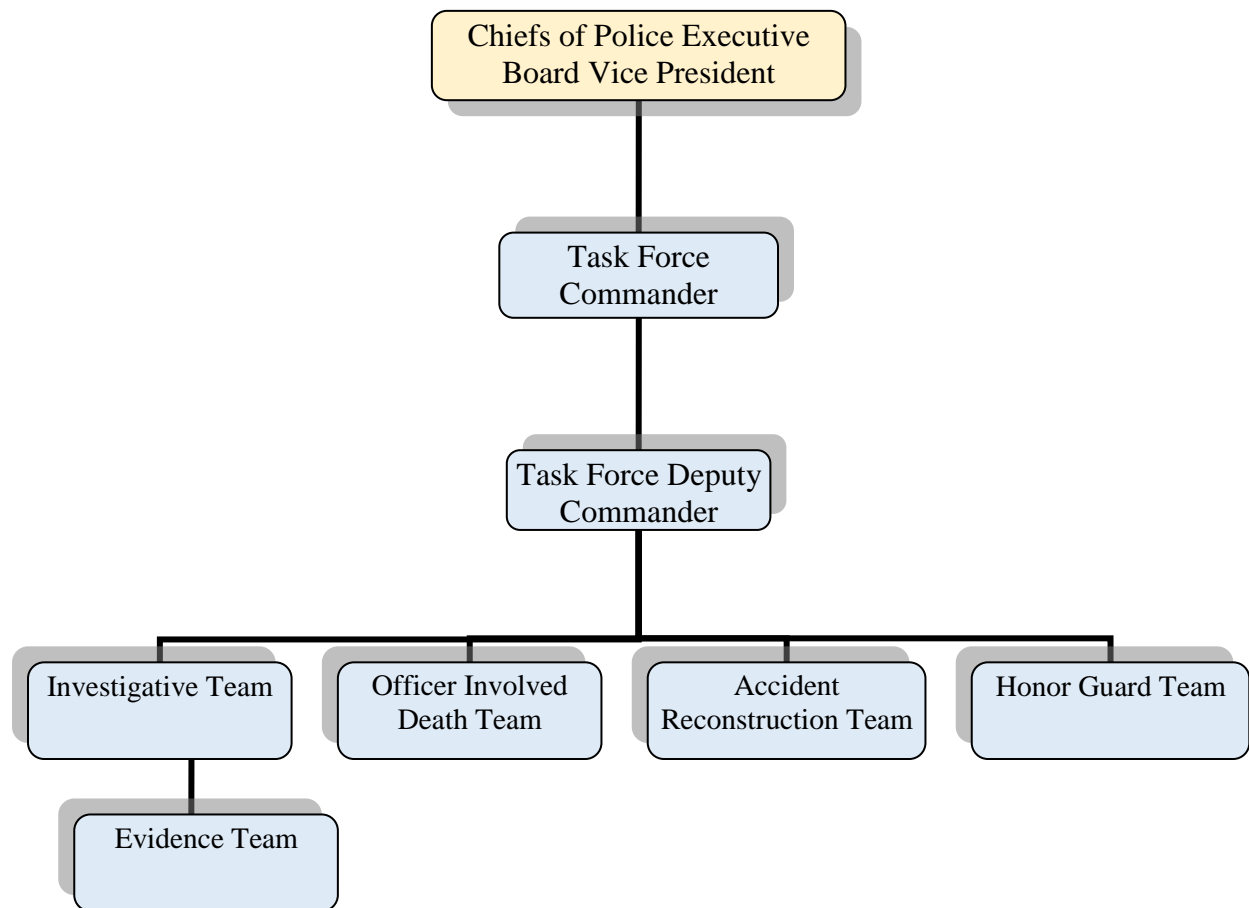 Chiefs of Police Executive
Board Vice President
Task Force
Commander
Task Force Deputy
Commander
Investigative Team
Officer Involved
Death Team
Accident
Reconstruction Team
Honor Guard Team
Evidence Team